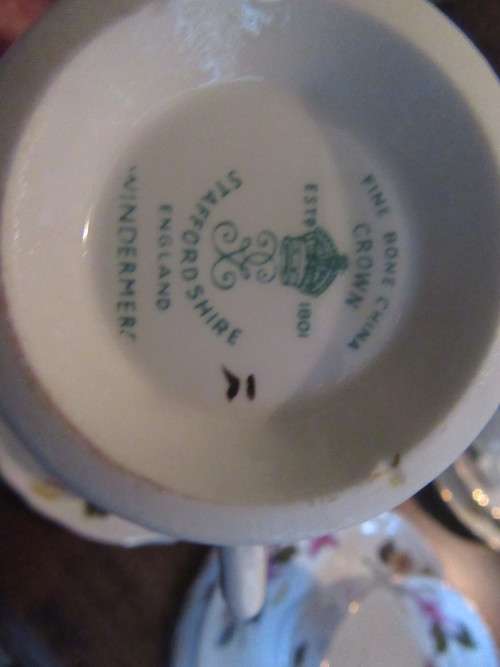 FINE BONE CHINA
CROWN
ESTD 1801
STAFFORDSHIRE
ENGLAND
WINDERMERE